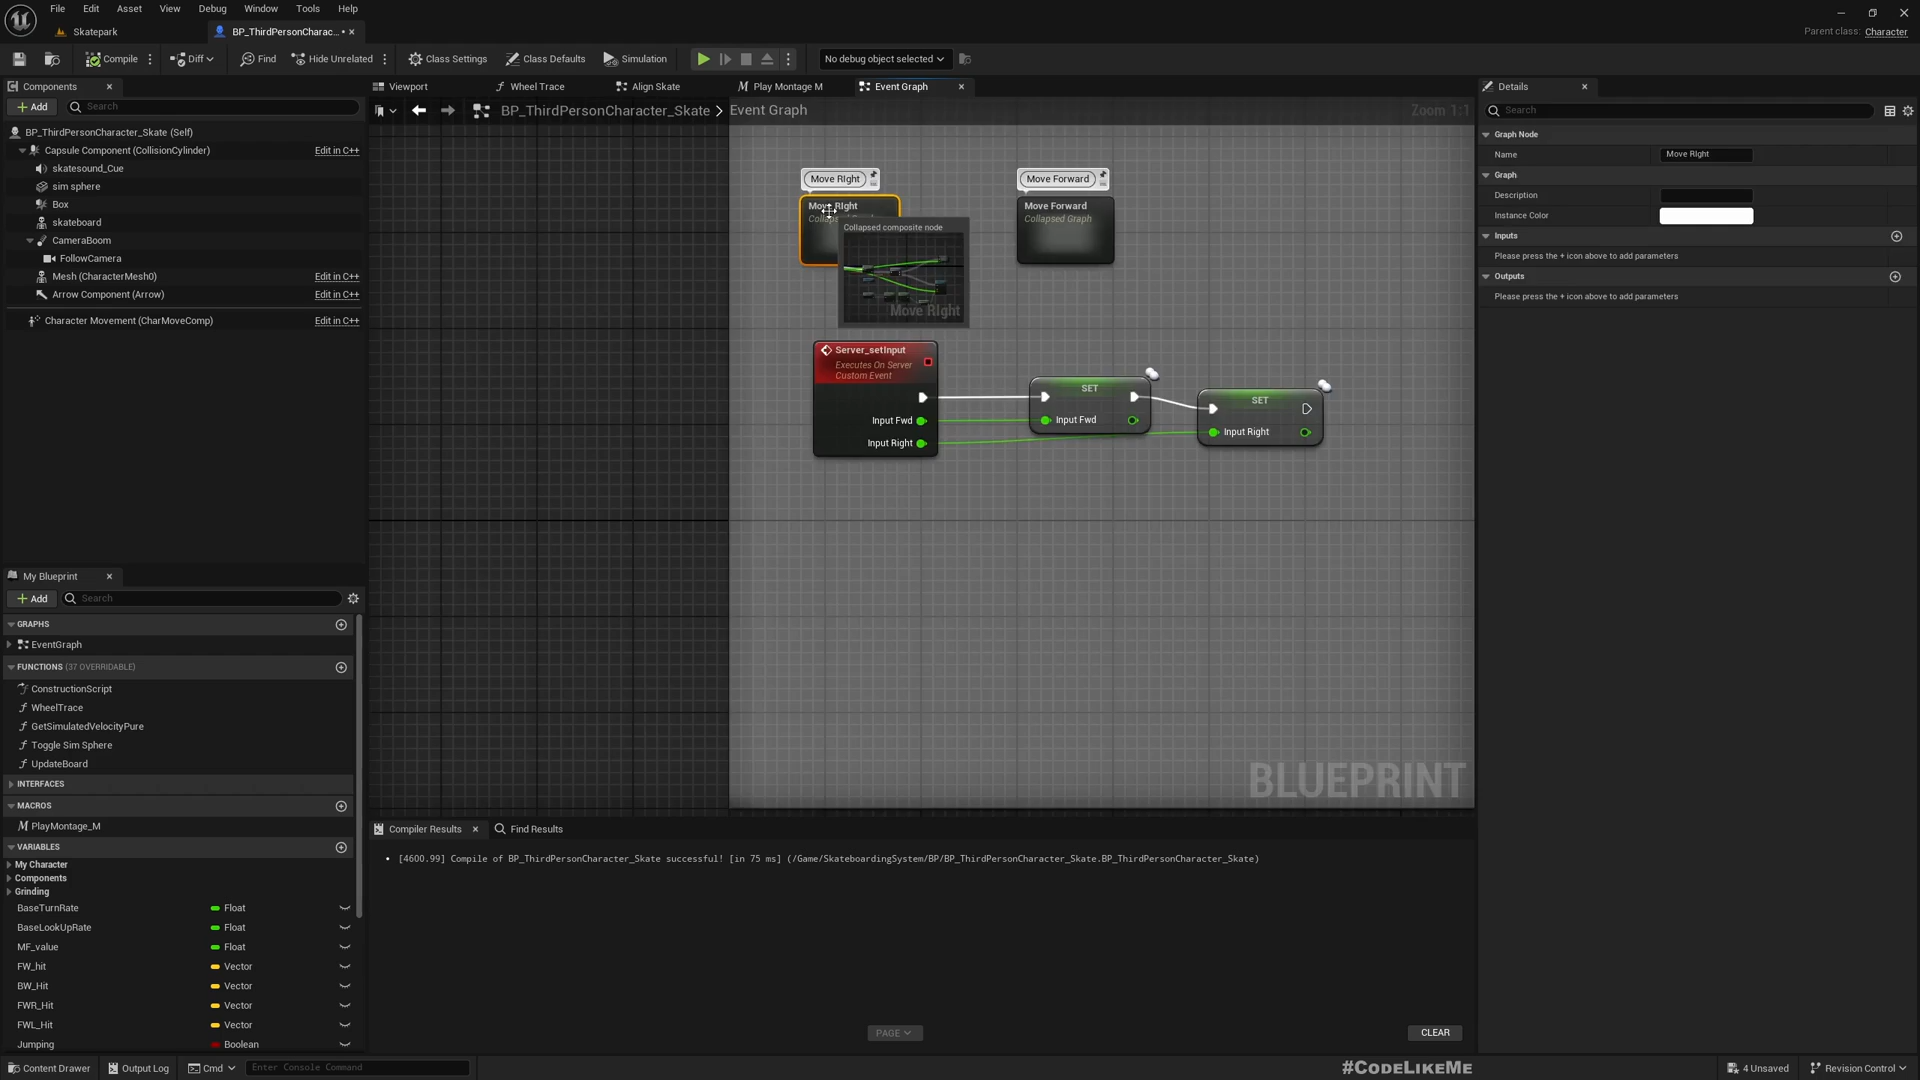 File Edit Asset View Window Debug Tools Help
Skatepark
BP_ThirdPersonCharac... •
Parent class: Character
Compile
Diff
Find
Hide Unrelated
Class Settings
Class Defaults
Simulation
No debug object selected
Components
Add
Search
BP_ThirdPersonCharacter_Skate (Self)
Capsule Component (CollisionCylinder) Edit in C++
skatesound_Cue
sim sphere
Box
skateboard
CameraBoom
FollowCamera
Mesh (CharacterMesh0) Edit in C++
Arrow Component (Arrow) Edit in C++
Character Movement (CharMoveComp) Edit in C++
My Blueprint
Add
Search
GRAPHS
EventGraph
FUNCTIONS (37 OVERRIDABLE)
ConstructionScript
WheelTrace
GetSimulatedVelocityPure
Toggle Sim Sphere
UpdateBoard
INTERFACES
MACROS
PlayMontage_M
VARIABLES
My Character
Components
Grinding
BaseTurnRate Float
BaseLookUpRate Float
MF_value Float
FW_hit Vector
BW_Hit Vector
FWR_Hit Vector
FWL_Hit Vector
Jumping Boolean
Viewport
Wheel Trace
Align Skate
Play Montage M
Event Graph
BP_ThirdPersonCharacter_Skate > Event Graph
Zoom 1:1
Move RIght
Move RIght
Collapsed Graph
Collapsed composite node
Move RIght
Move Forward
Move Forward
Collapsed Graph
Server_setInput
Executes On Server
Custom Event
Input Fwd
Input Right
SET
Input Fwd
SET
Input Right
BLUEPRINT
Compiler Results
Find Results
• [4600.99] Compile of BP_ThirdPersonCharacter_Skate successful! [in 75 ms] (/Game/SkateboardingSystem/BP/BP_ThirdPersonCharacter_Skate.BP_ThirdPersonCharacter_Skate)
PAGE
CLEAR
Details
Search
Graph Node
Name Move RIght
Graph
Description
Instance Color
Inputs
Please press the + icon above to add parameters
Outputs
Please press the + icon above to add parameters
Content Drawer
Output Log
Cmd
Enter Console Command
#CodeLikeMe
4 Unsaved
Revision Control